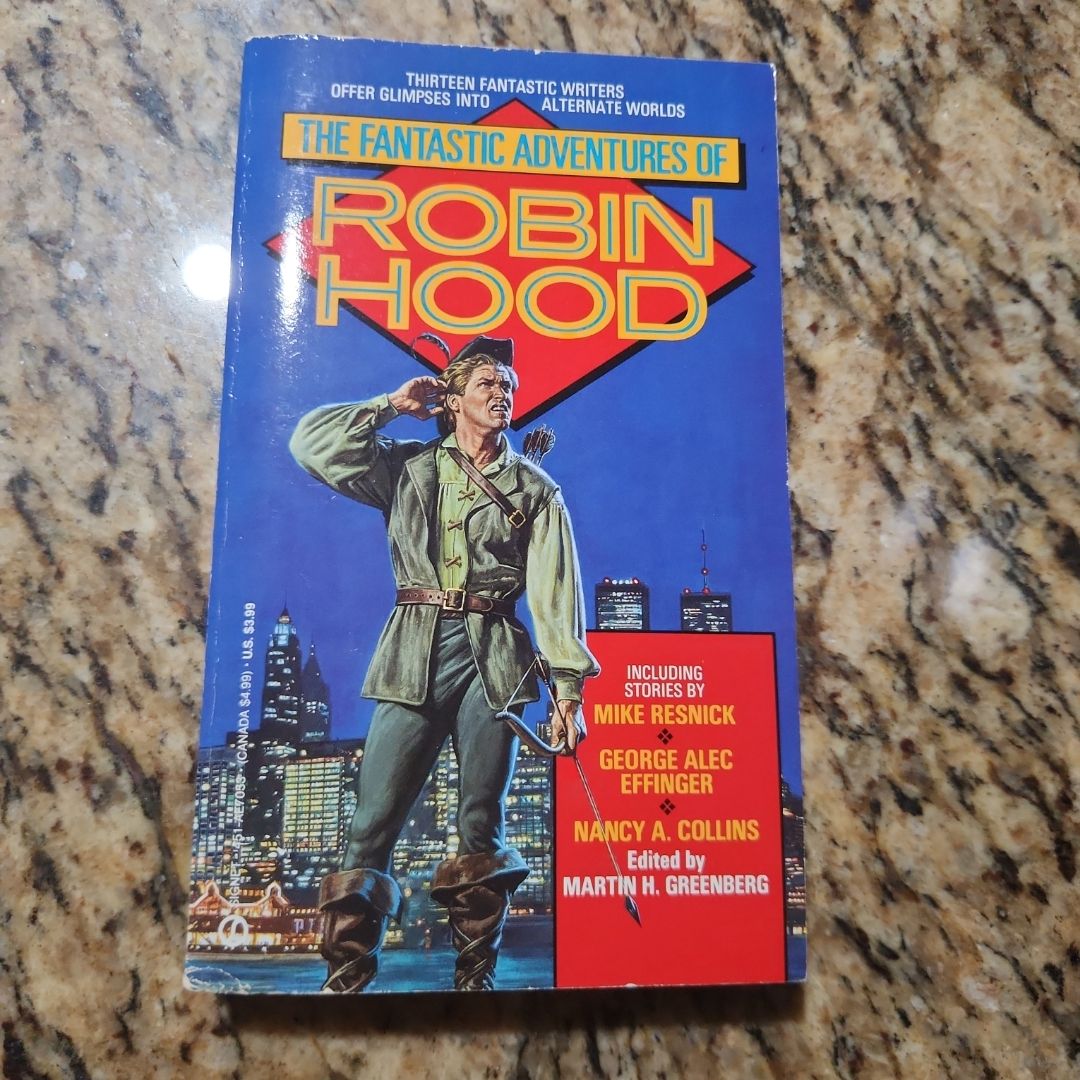 THIRTEEN FANTASTIC WRITERS
OFFER GLIMPSES INTO ALTERNATE WORLDS
THE FANTASTIC ADVENTURES OF
ROBIN
HOOD
INCLUDING
STORIES BY
MIKE RESNICK
GEORGE ALEC
EFFINGER
NANCY A. COLLINS
Edited by
MARTIN H. GREENBERG
SIGNET (CANADA $4.99) • U.S. $3.99